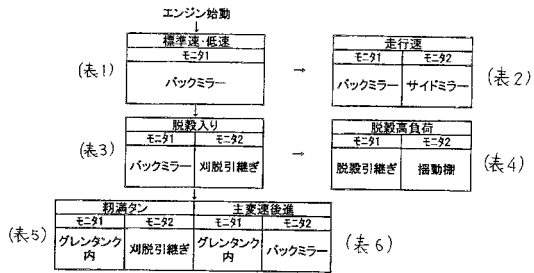 エンジン始動
標準速・低速
モニタ1
バックミラー
(表1)
走行速
モニタ1 モニタ2
バックミラー サイドミラー
(表2)
脱穀入り
モニタ1 モニタ2
バックミラー 刈脱引継ぎ
(表3)
脱穀高負荷
モニタ1 モニタ2
脱穀引継ぎ 揺動棚
(表4)
籾満タン
モニタ1 モニタ2
グレンタンク
内
刈脱引継ぎ
(表5)
主変速後進
モニタ1 モニタ2
グレンタンク
内
バックミラー
(表6)